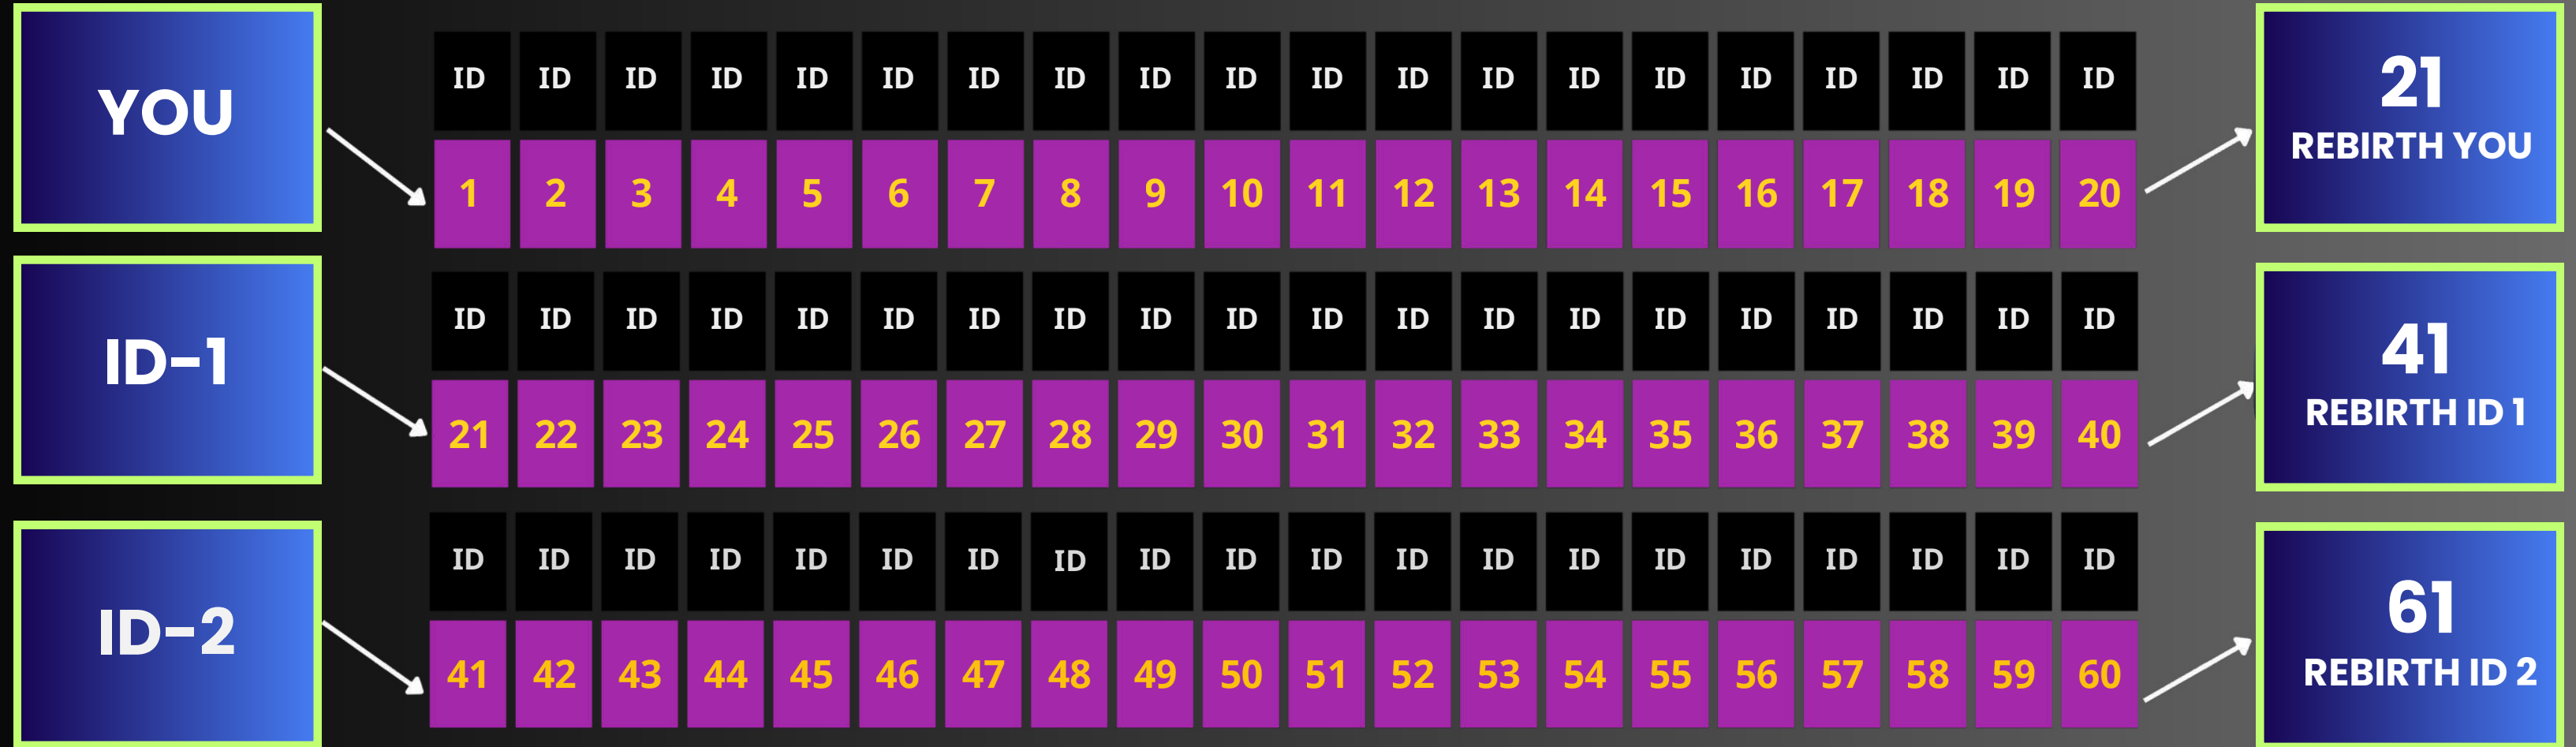 YOU
ID ID ID ID ID ID ID ID ID ID ID ID ID ID ID ID ID ID ID ID
1 2 3 4 5 6 7 8 9 10 11 12 13 14 15 16 17 18 19 20
21
REBIRTH YOU
ID-1
ID ID ID ID ID ID ID ID ID ID ID ID ID ID ID ID ID ID ID ID
21 22 23 24 25 26 27 28 29 30 31 32 33 34 35 36 37 38 39 40
41
REBIRTH ID 1
ID-2
ID ID ID ID ID ID ID ID ID ID ID ID ID ID ID ID ID ID ID ID
41 42 43 44 45 46 47 48 49 50 51 52 53 54 55 56 57 58 59 60
61
REBIRTH ID 2